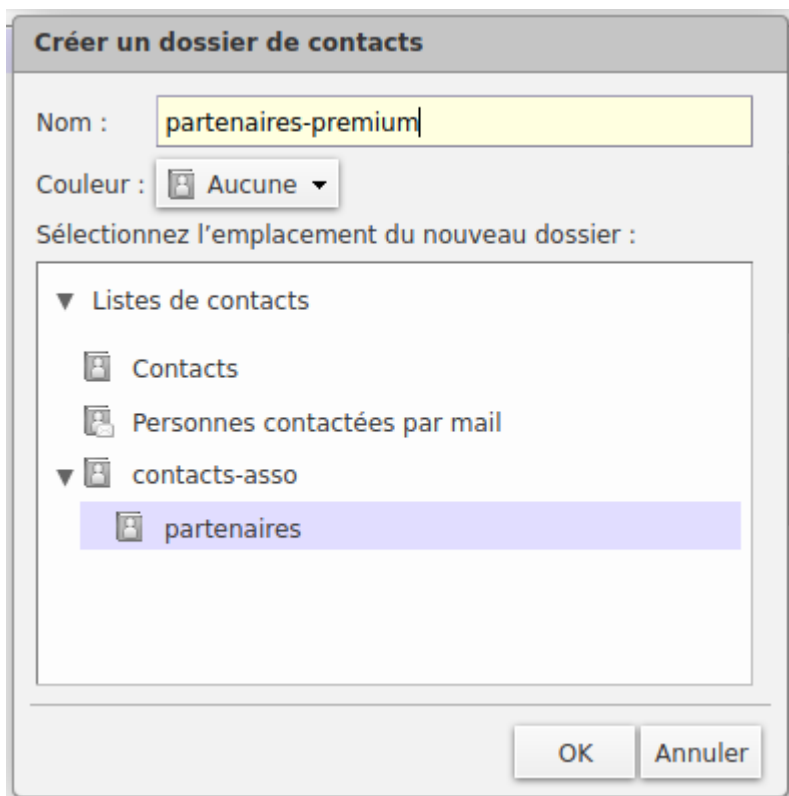 Créer un dossier de contacts
Nom : partenaires-premium
Couleur : Aucune
Sélectionnez l’emplacement du nouveau dossier :
Listes de contacts
Contacts
Personnes contactées par mail
contacts-asso
partenaires
OK Annuler